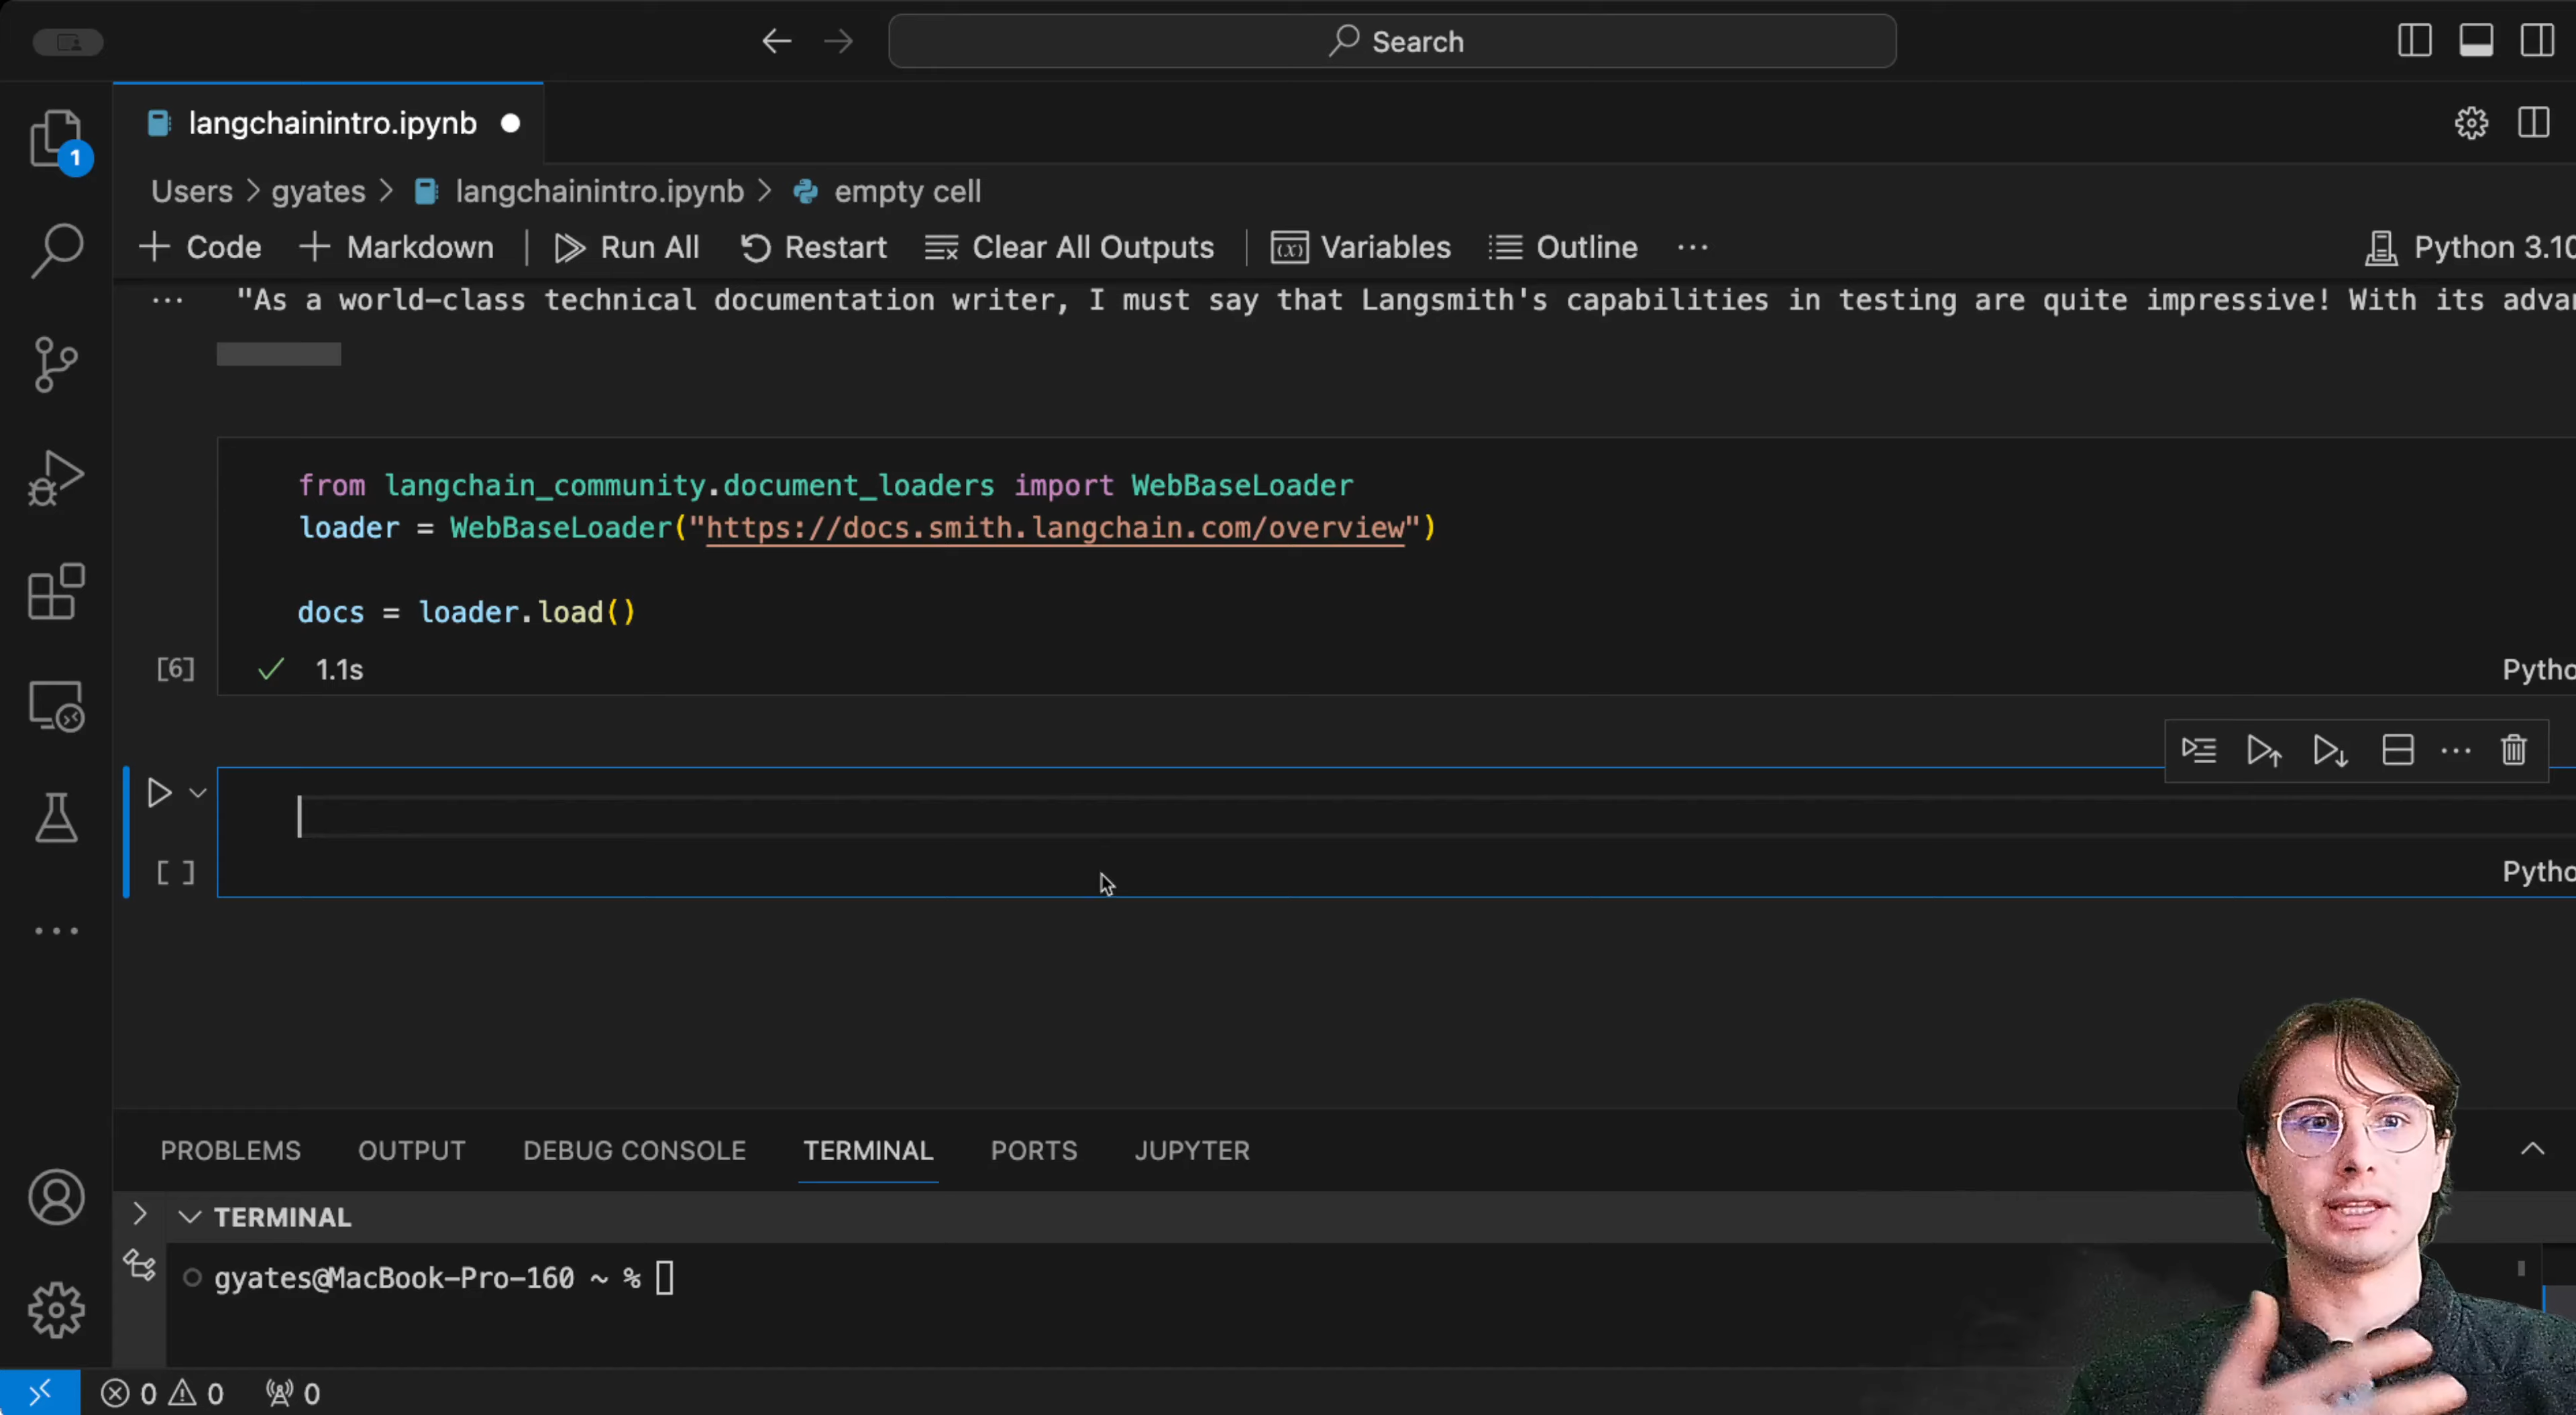 Search
langchainintro.ipynb
1
Users > gyates > langchainintro.ipynb > empty cell
+ Code + Markdown | Run All Restart Clear All Outputs | Variables Outline ... Python 3.10
... "As a world-class technical documentation writer, I must say that Langsmith's capabilities in testing are quite impressive! With its advan
from langchain_community.document_loaders import WebBaseLoader
loader = WebBaseLoader("https://docs.smith.langchain.com/overview")
docs = loader.load()
[6] ✓ 1.1s Pytho
[ ] Pytho
PROBLEMS OUTPUT DEBUG CONSOLE TERMINAL PORTS JUPYTER
TERMINAL
gyates@MacBook-Pro-160 ~ %
0 0 0